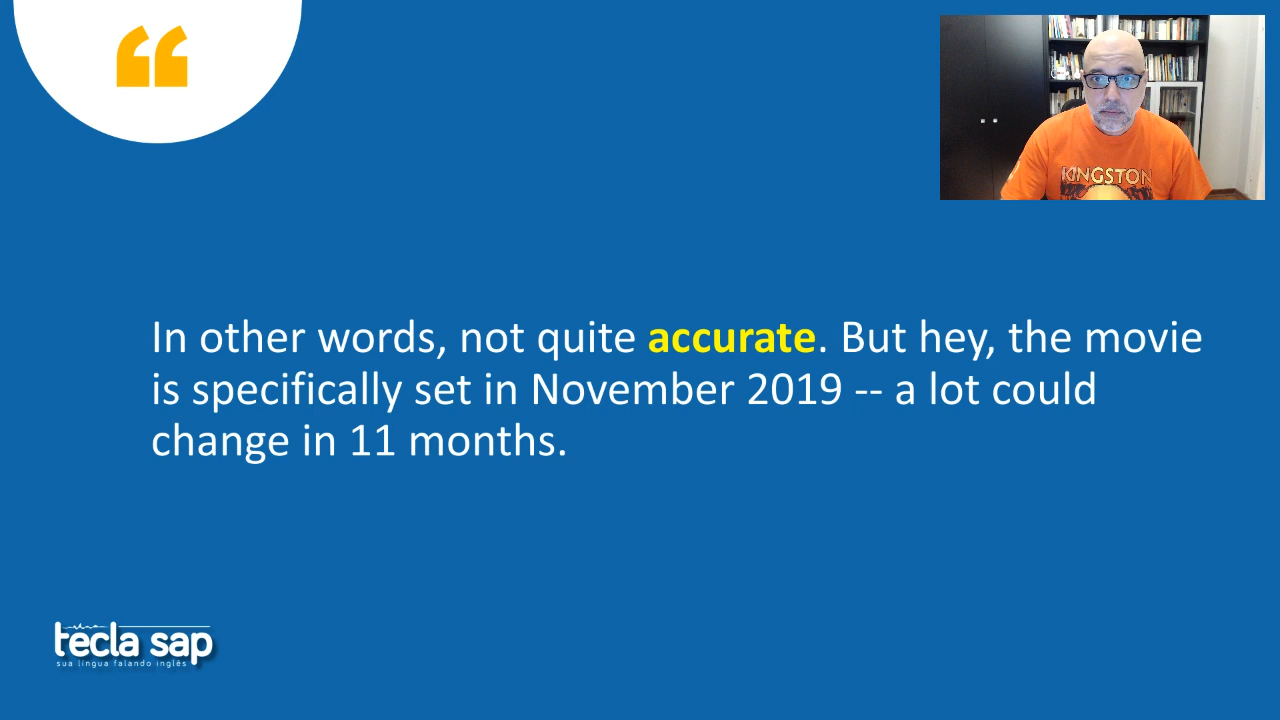 “
KINGSTON
In other words, not quite accurate. But hey, the movie
is specifically set in November 2019 -- a lot could
change in 11 months.
tecla sap
sua língua falando inglês